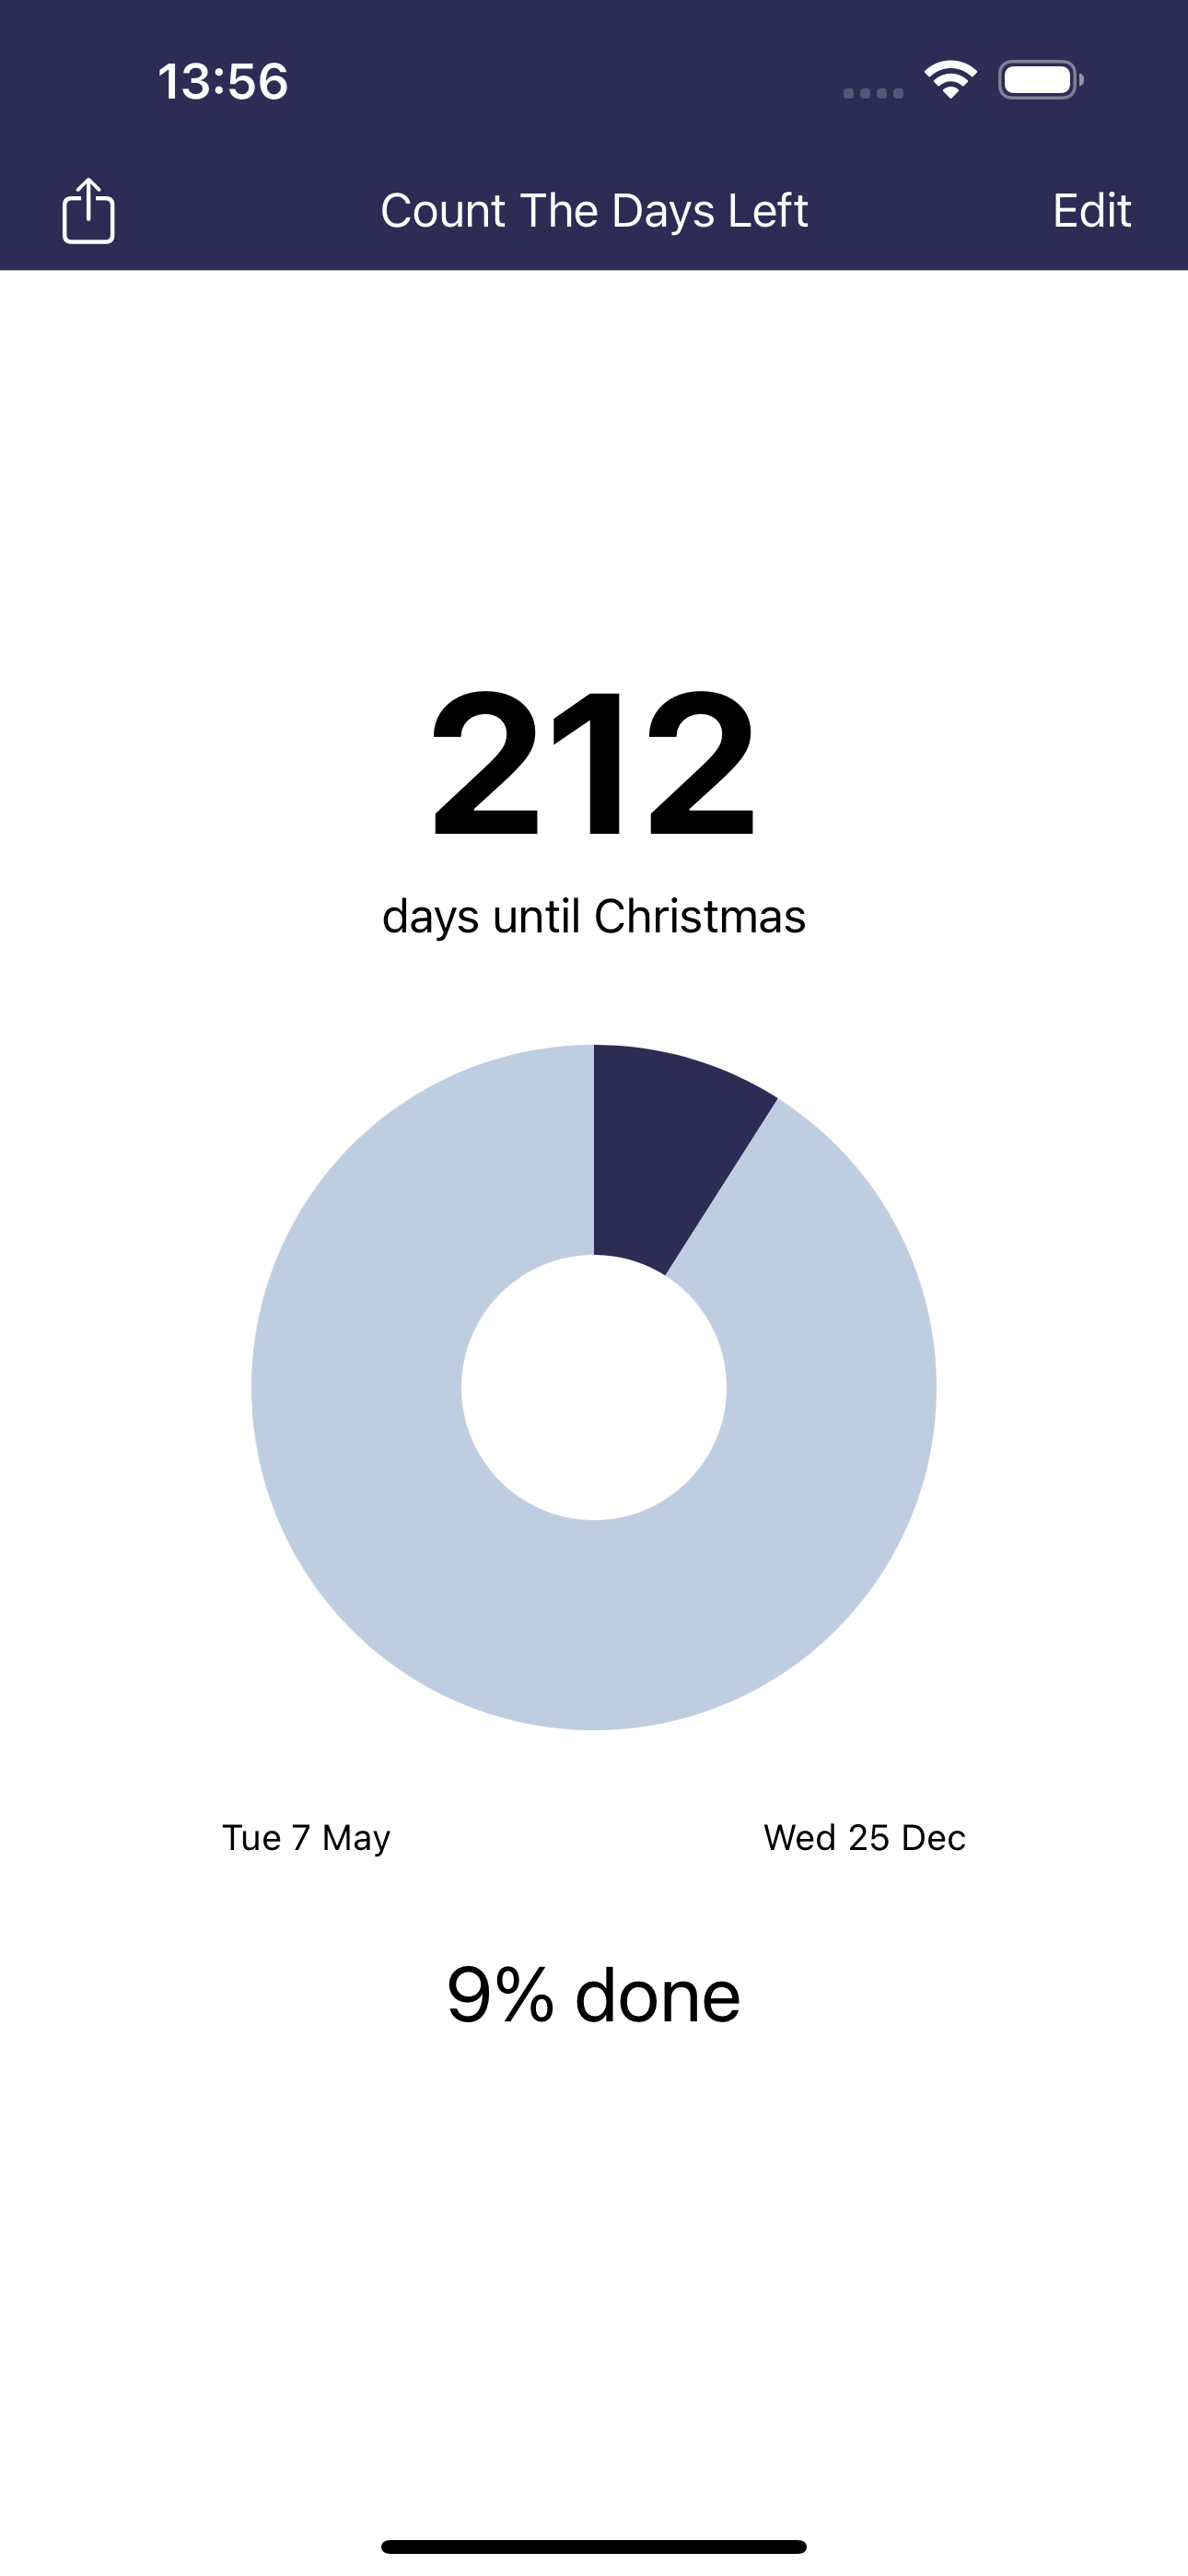 13:56
Count The Days Left
Edit
212
days until Christmas
Tue 7 May
Wed 25 Dec
9% done